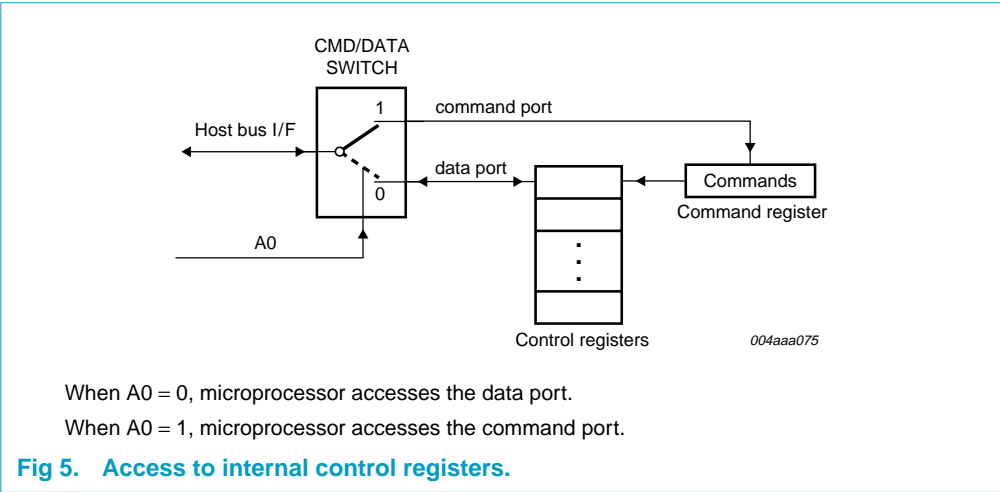 CMD/DATA
SWITCH
1
command port
Host bus I/F
data port
0
Commands
Command register
A0
Control registers
004aaa075
When A0 = 0, microprocessor accesses the data port.
When A0 = 1, microprocessor accesses the command port.
Fig 5. Access to internal control registers.